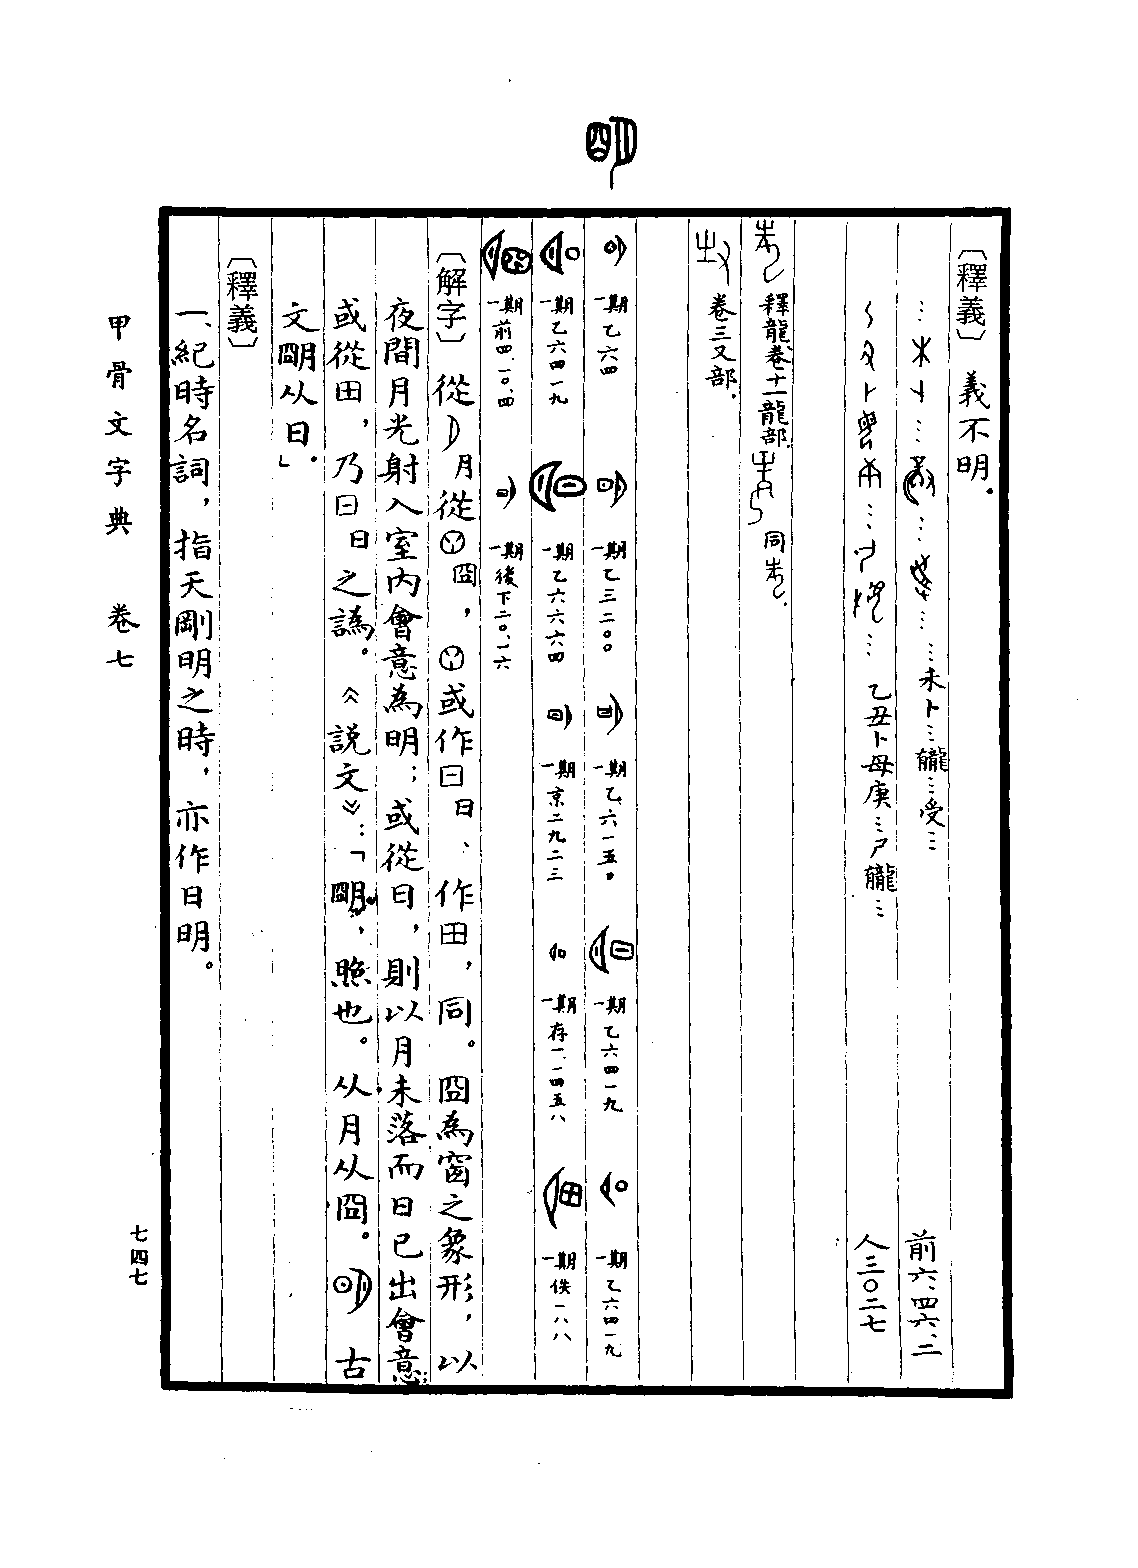 朙
〔釋義〕 義不明。
…未卜…龓…受… 前六.四六.二
乙丑卜母庚…龓… 人三〇二七
釋龍卷十一龍部. 同
卷三又部.
一期 乙六四 一期 乙三二〇〇 一期 乙六一五〇 一期 乙六四一九 一期 乙六四一九
一期 乙六四一九 一期 乙六六六四 一期 京二九二三 一期 存一.一四五八 一期 佚一八八
一期 前四.一〇.四 一期 後下二〇.一六
〔解字〕 從月從囧,或作日日、作田,同。囧為窗之象形,以
夜間月光射入室內會意為明;或從日,則以月未落而日已出會意;
或從田,乃日日之譌。《說文》:「朙,照也。从月从囧。古
文朙从日。」
〔釋義〕
一、紀時名詞,指天剛明之時,亦作日明。
甲骨文字典 卷七
七四七